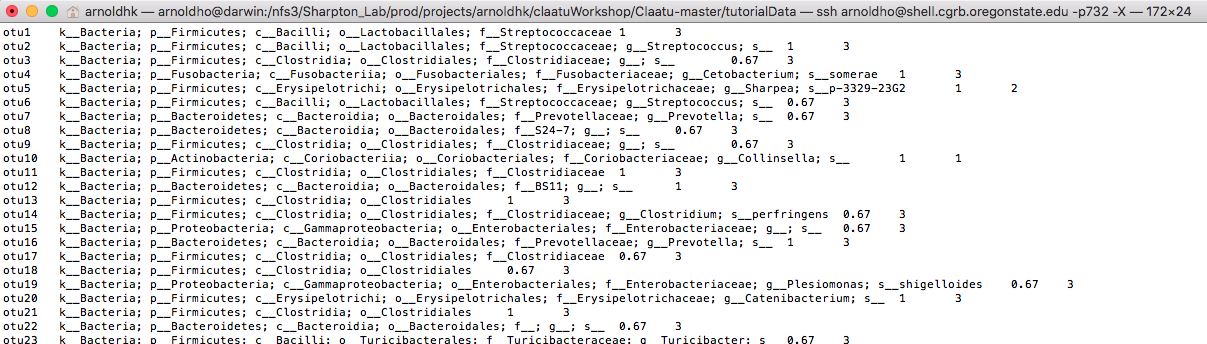 arnoldhk — arnoldho@darwin:/nfs3/Sharpton_Lab/prod/projects/arnoldhk/claatuWorkshop/Claatu-master/tutorialData — ssh arnoldho@shell.cgrb.oregonstate.edu -p732 -X — 172×24
otu1 k__Bacteria; p__Firmicutes; c__Bacilli; o__Lactobacillales; f__Streptococcaceae 1 3
otu2 k__Bacteria; p__Firmicutes; c__Bacilli; o__Lactobacillales; f__Streptococcaceae; g__Streptococcus; s__ 1 3
otu3 k__Bacteria; p__Firmicutes; c__Clostridia; o__Clostridiales; f__Clostridiaceae; g__; s__ 0.67 3
otu4 k__Bacteria; p__Fusobacteria; c__Fusobacteriia; o__Fusobacteriales; f__Fusobacteriaceae; g__Cetobacterium; s__somerae 1 3
otu5 k__Bacteria; p__Firmicutes; c__Erysipelotrichi; o__Erysipelotrichales; f__Erysipelotrichaceae; g__Sharpea; s__p-3329-23G2 1 2
otu6 k__Bacteria; p__Firmicutes; c__Bacilli; o__Lactobacillales; f__Streptococcaceae; g__Streptococcus; s__ 0.67 3
otu7 k__Bacteria; p__Bacteroidetes; c__Bacteroidia; o__Bacteroidales; f__Prevotellaceae; g__Prevotella; s__ 0.67 3
otu8 k__Bacteria; p__Bacteroidetes; c__Bacteroidia; o__Bacteroidales; f__S24-7; g__; s__ 0.67 3
otu9 k__Bacteria; p__Firmicutes; c__Clostridia; o__Clostridiales; f__Clostridiaceae; g__; s__ 0.67 3
otu10 k__Bacteria; p__Actinobacteria; c__Coriobacteriia; o__Coriobacteriales; f__Coriobacteriaceae; g__Collinsella; s__ 1 1
otu11 k__Bacteria; p__Firmicutes; c__Clostridia; o__Clostridiales; f__Clostridiaceae 1 3
otu12 k__Bacteria; p__Bacteroidetes; c__Bacteroidia; o__Bacteroidales; f__BS11; g__; s__ 1 3
otu13 k__Bacteria; p__Firmicutes; c__Clostridia; o__Clostridiales 1 3
otu14 k__Bacteria; p__Firmicutes; c__Clostridia; o__Clostridiales; f__Clostridiaceae; g__Clostridium; s__perfringens 0.67 3
otu15 k__Bacteria; p__Proteobacteria; c__Gammaproteobacteria; o__Enterobacteriales; f__Enterobacteriaceae; g__; s__ 0.67 3
otu16 k__Bacteria; p__Bacteroidetes; c__Bacteroidia; o__Bacteroidales; f__Prevotellaceae; g__Prevotella; s__ 1 3
otu17 k__Bacteria; p__Firmicutes; c__Clostridia; o__Clostridiales; f__Clostridiaceae 0.67 3
otu18 k__Bacteria; p__Firmicutes; c__Clostridia; o__Clostridiales 0.67 3
otu19 k__Bacteria; p__Proteobacteria; c__Gammaproteobacteria; o__Enterobacteriales; f__Enterobacteriaceae; g__Plesiomonas; s__shigelloides 0.67 3
otu20 k__Bacteria; p__Firmicutes; c__Erysipelotrichi; o__Erysipelotrichales; f__Erysipelotrichaceae; g__Catenibacterium; s__ 1 3
otu21 k__Bacteria; p__Firmicutes; c__Clostridia; o__Clostridiales 1 3
otu22 k__Bacteria; p__Bacteroidetes; c__Bacteroidia; o__Bacteroidales; f__; g__; s__ 0.67 3
otu23 k__Bacteria; p__Firmicutes; c__Bacilli; o__Turicibacterales; f__Turicibacteraceae; g__Turicibacter; s__ 0.67 3